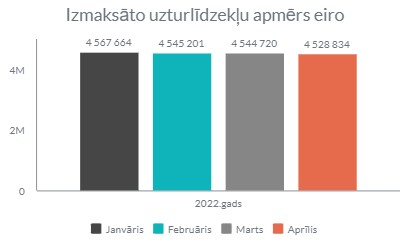 Izmaksāto uzturlīdzekļu apmērs eiro
4 567 664 4 545 201 4 544 720 4 528 834
4M
2M
0
2022.gads
Janvāris Februāris Marts Aprīlis